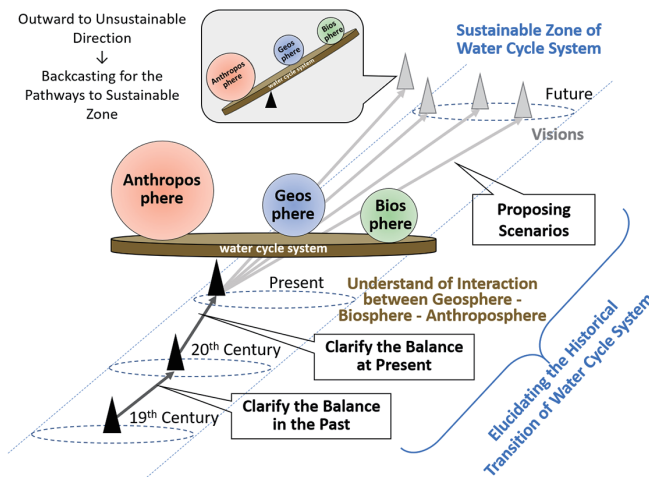 Outward to Unsustainable
Direction
↓
Backcasting for the
Pathways to Sustainable
Zone
Anthropos
phere
Geos
phere
Bios
phere
water cycle system
Sustainable Zone of
Water Cycle System
Future
Visions
Anthropos
phere
Geos
phere
Bios
phere
water cycle system
Proposing
Scenarios
Present
Understand of Interaction
between Geosphere -
Biosphere - Anthroposphere
20th Century
Clarify the Balance
at Present
19th Century
Clarify the Balance
in the Past
Elucidating the Historical
Transition of Water Cycle System